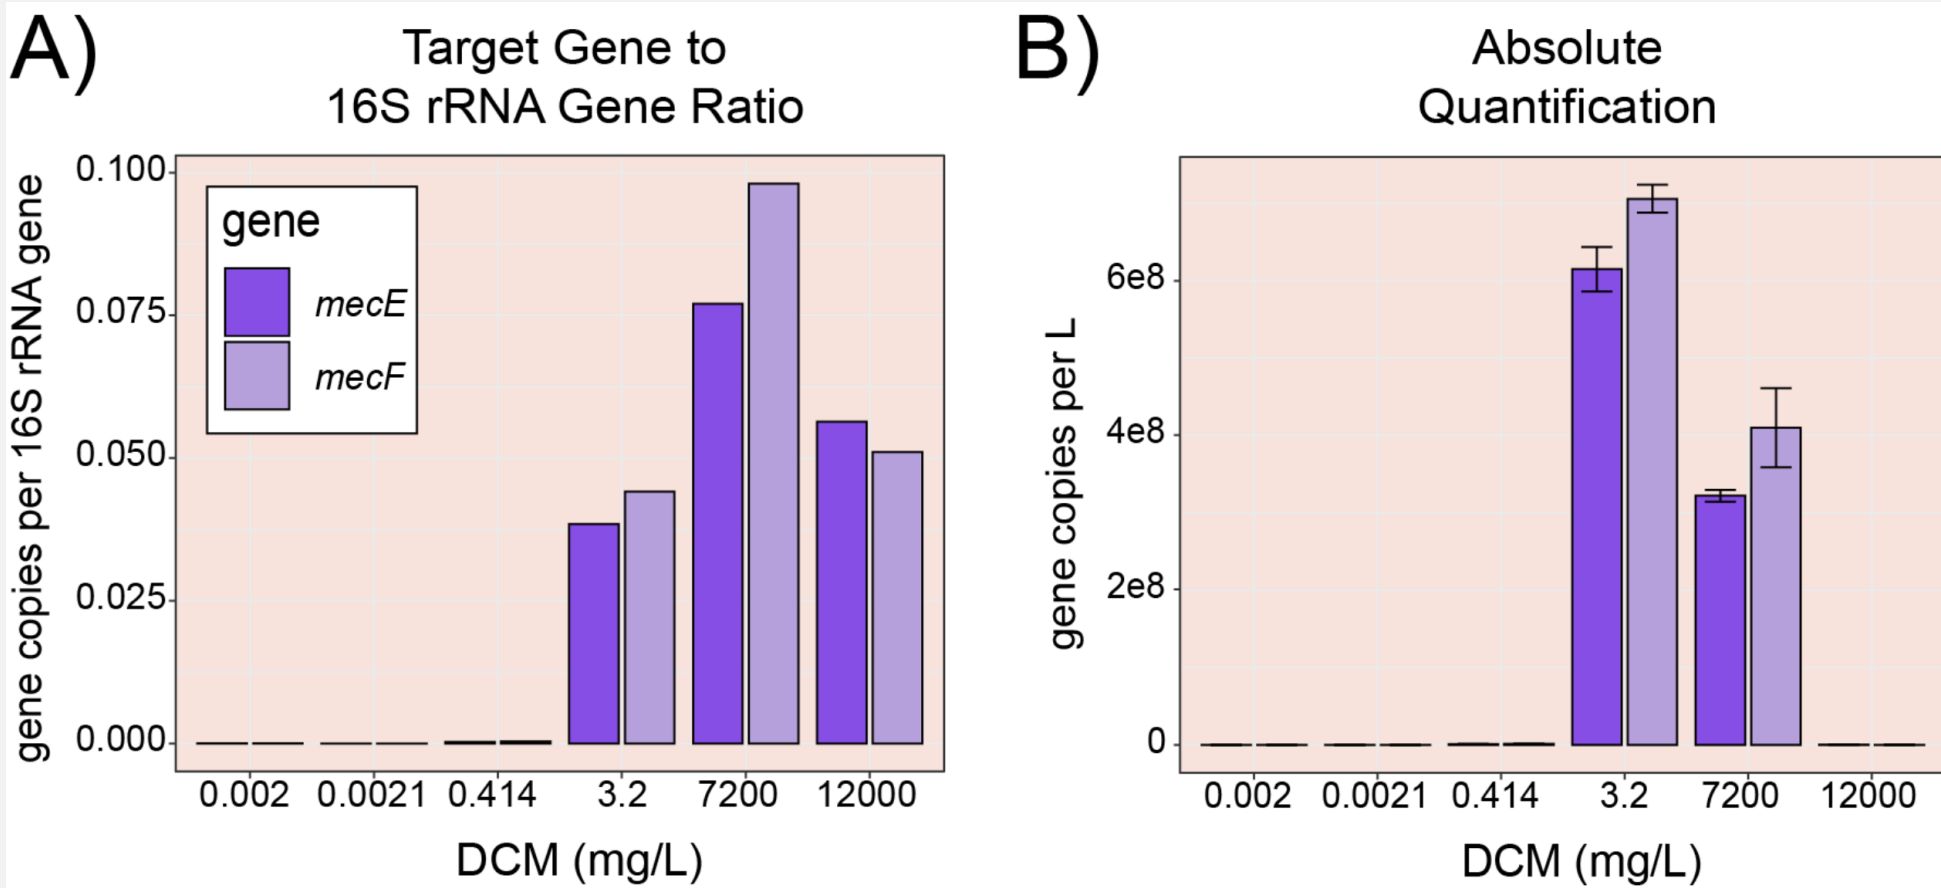 A)
Target Gene to
16S rRNA Gene Ratio
gene copies per 16S rRNA gene
0.100
0.075
0.050
0.025
0.000
gene
mecE
mecF
0.002 0.0021 0.414 3.2 7200 12000
DCM (mg/L)
B)
Absolute
Quantification
gene copies per L
6e8
4e8
2e8
0
0.002 0.0021 0.414 3.2 7200 12000
DCM (mg/L)